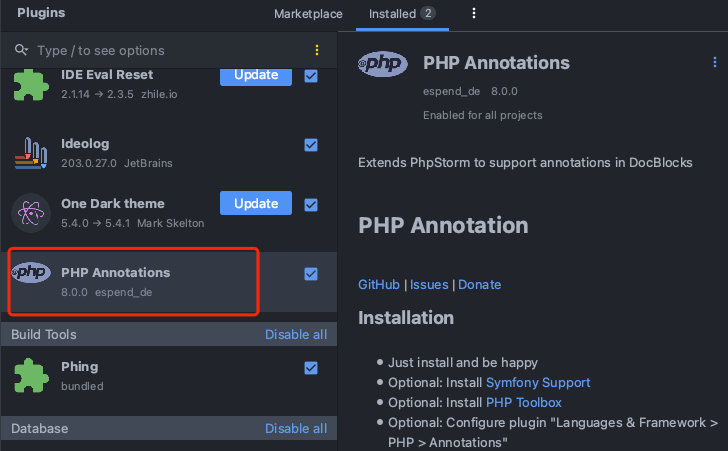 Plugins
Marketplace
Installed 2
Type / to see options
IDE Eval Reset
Update
2.1.14 → 2.3.5 zhile.io
Ideolog
203.0.27.0 JetBrains
One Dark theme
Update
5.4.0 → 5.4.1 Mark Skelton
@php
PHP Annotations
8.0.0 espend_de
Build Tools
Disable all
Phing
bundled
Database
Disable all
@php
PHP Annotations
espend_de 8.0.0
Enabled for all projects
Extends PhpStorm to support annotations in DocBlocks
PHP Annotation
GitHub | Issues | Donate
Installation
• Just install and be happy
• Optional: Install Symfony Support
• Optional: Install PHP Toolbox
• Optional: Configure plugin "Languages & Framework >
PHP > Annotations"